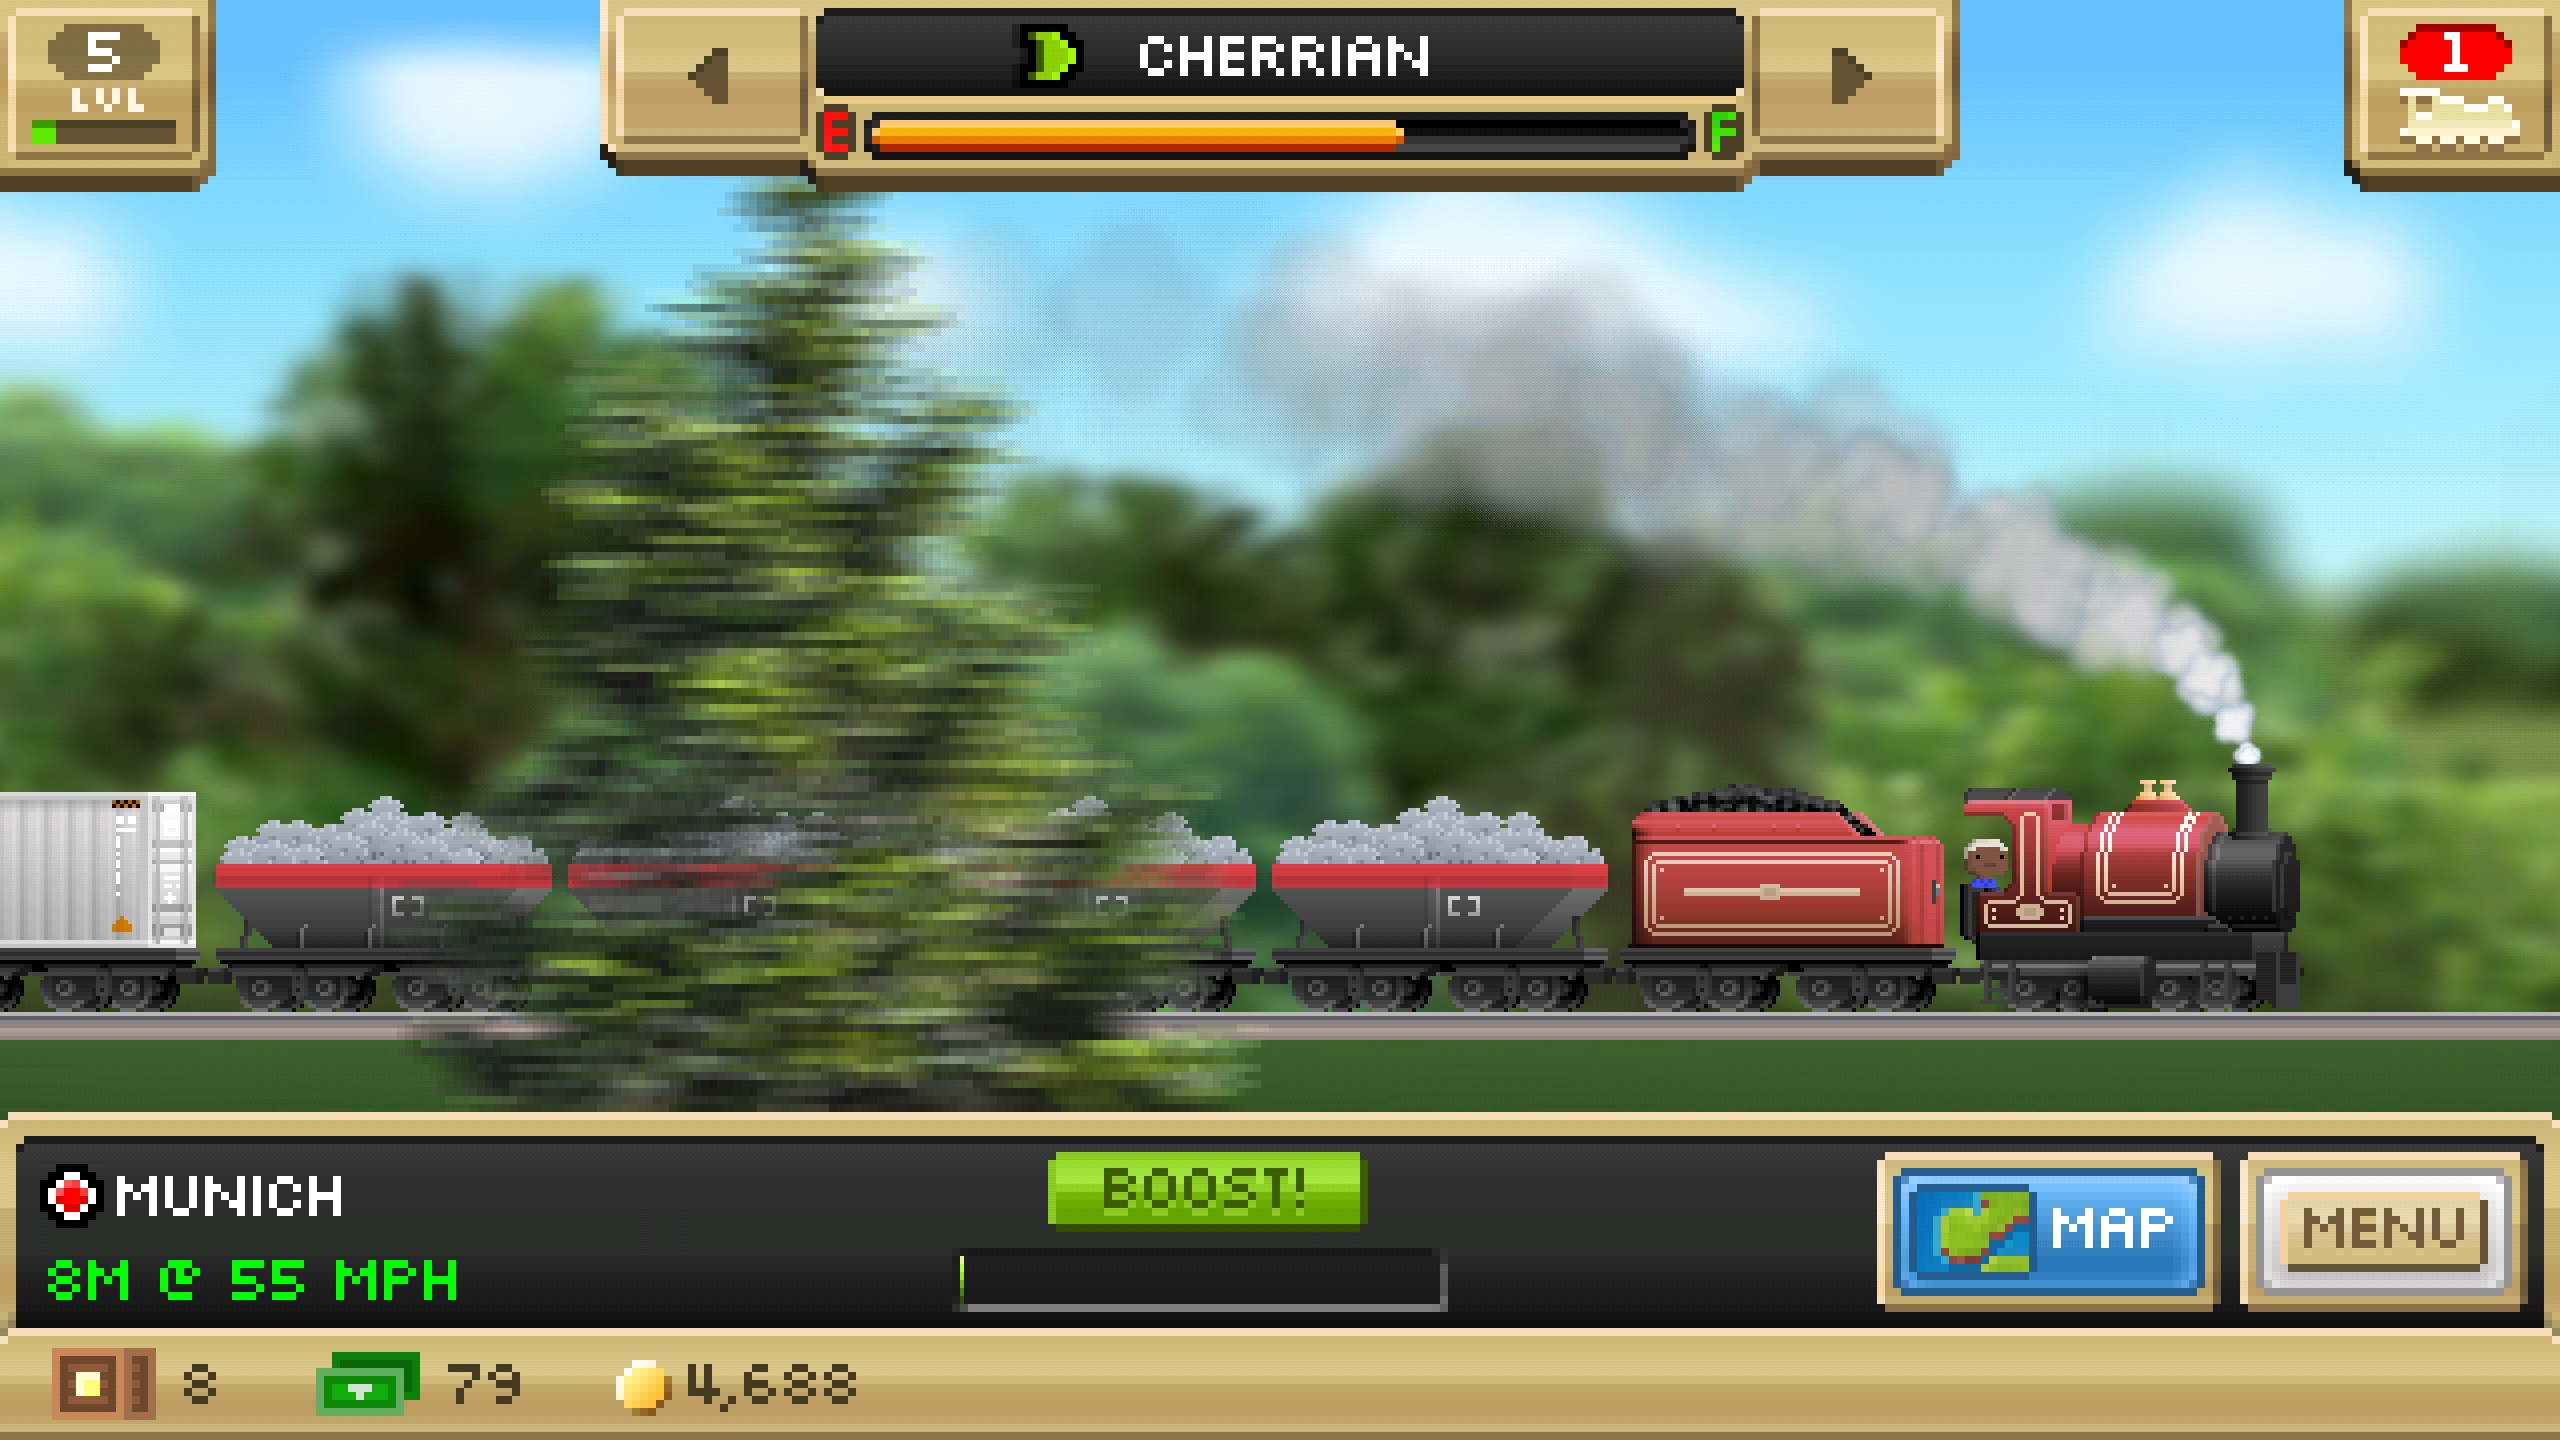 5
LVL
CHERRIAN
E F
1
MUNICH
BOOST!
8M @ 55 MPH
MAP
MENU
8 79 4,688